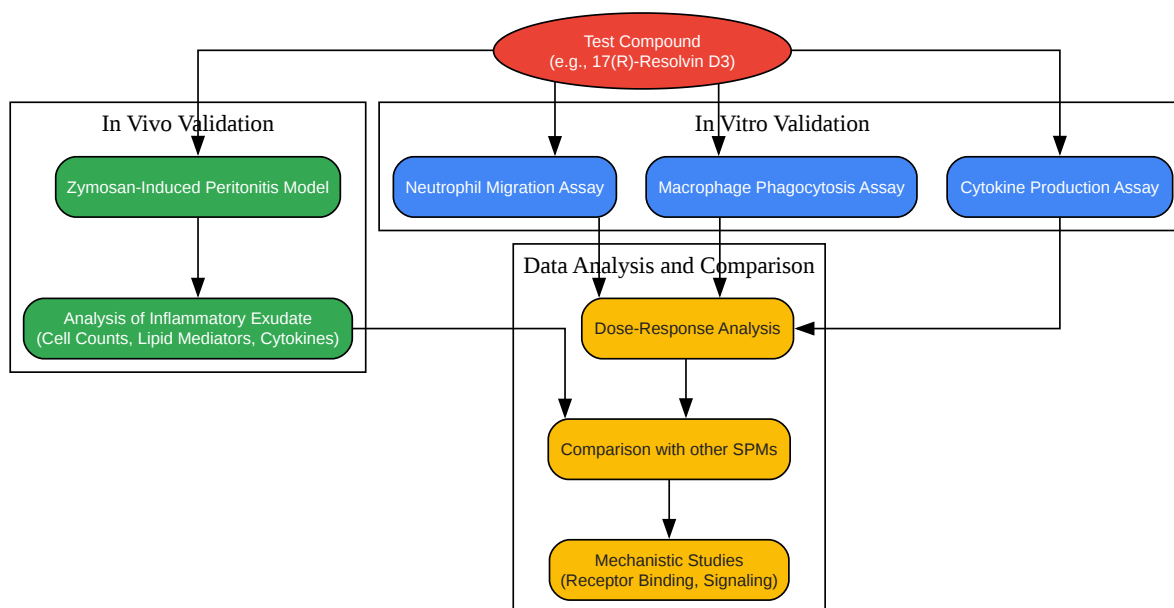 Test Compound
(e.g., 17(R)-Resolvin D3)
In Vivo Validation
In Vitro Validation
Zymosan-Induced Peritonitis Model
Neutrophil Migration Assay
Macrophage Phagocytosis Assay
Cytokine Production Assay
Data Analysis and Comparison
Analysis of Inflammatory Exudate
(Cell Counts, Lipid Mediators, Cytokines)
Dose-Response Analysis
Comparison with other SPMs
Mechanistic Studies
(Receptor Binding, Signaling)